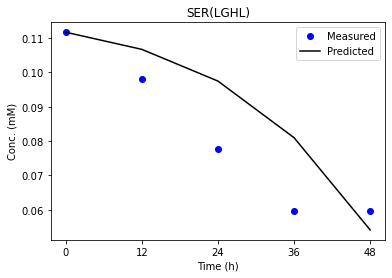 SER(LGHL)
Measured
Predicted
0.11
0.10
0.09
0.08
0.07
0.06
Conc. (mM)
0 12 24 36 48
Time (h)